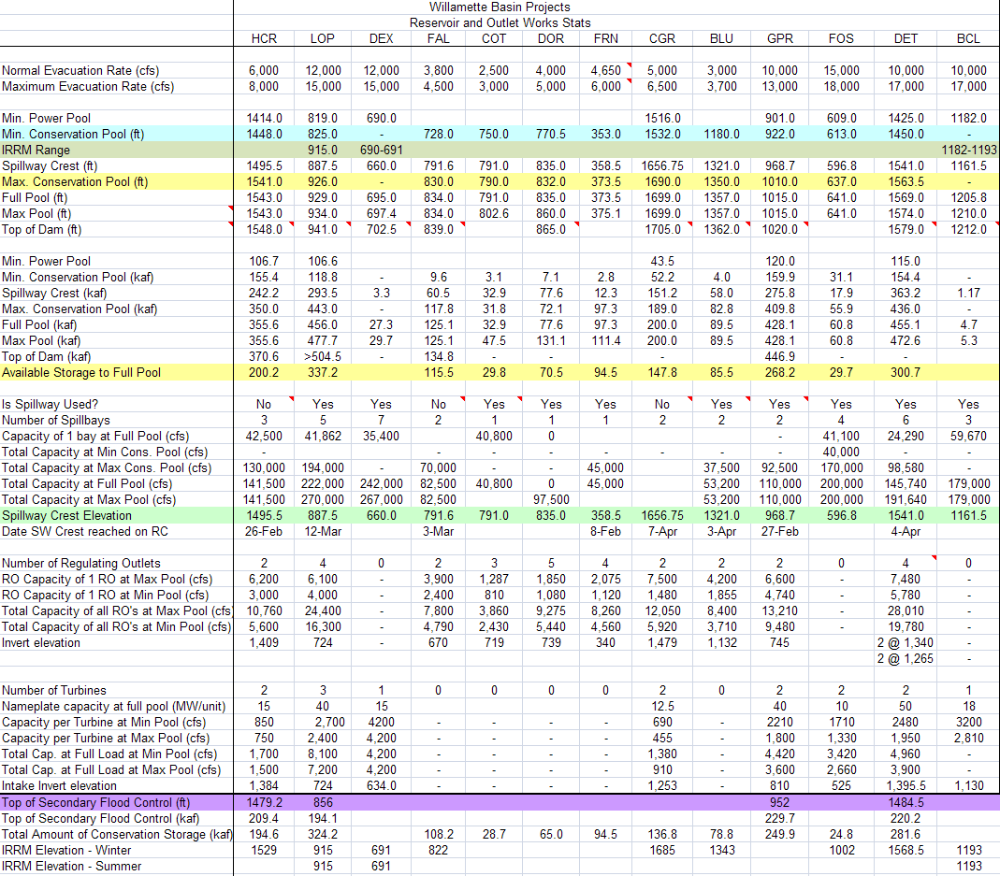 Willamette Basin Projects
Reservoir and Outlet Works Stats
HCR LOP DEX FAL COT DOR FRN CGR BLU GPR FOS DET BCL
Normal Evacuation Rate (cfs) 6,000 12,000 12,000 3,800 2,500 4,000 4,650 5,000 3,000 10,000 15,000 10,000 10,000
Maximum Evacuation Rate (cfs) 8,000 15,000 15,000 4,500 3,000 5,000 6,000 6,500 3,700 13,000 18,000 17,000 17,000
Min. Power Pool 1414.0 819.0 690.0 1516.0 901.0 609.0 1425.0 1182.0
Min. Conservation Pool (ft) 1448.0 825.0 - 728.0 750.0 770.5 353.0 1532.0 1180.0 922.0 613.0 1450.0 -
IRRM Range 915.0 690-691 1182-1193
Spillway Crest (ft) 1495.5 887.5 660.0 791.6 791.0 835.0 358.5 1656.75 1321.0 968.7 596.8 1541.0 1161.5
Max. Conservation Pool (ft) 1541.0 926.0 - 830.0 790.0 832.0 373.5 1690.0 1350.0 1010.0 637.0 1563.5 -
Full Pool (ft) 1543.0 929.0 695.0 834.0 791.0 835.0 373.5 1699.0 1357.0 1015.0 641.0 1569.0 1205.8
Max Pool (ft) 1543.0 934.0 697.4 834.0 802.6 860.0 375.1 1699.0 1357.0 1015.0 641.0 1574.0 1210.0
Top of Dam (ft) 1548.0 941.0 702.5 839.0 865.0 1705.0 1362.0 1020.0 1579.0 1212.0
Min. Power Pool 106.7 106.6 43.5 120.0 115.0
Min. Conservation Pool (kaf) 155.4 118.8 - 9.6 3.1 7.1 2.8 52.2 4.0 159.9 31.1 154.4 -
Spillway Crest (kaf) 242.2 293.5 3.3 60.5 32.9 77.6 12.3 151.2 58.0 275.8 17.9 363.2 1.17
Max. Conservation Pool (kaf) 350.0 443.0 - 117.8 31.8 72.1 97.3 189.0 82.8 409.8 55.9 436.0 -
Full Pool (kaf) 355.6 456.0 27.3 125.1 32.9 77.6 97.3 200.0 89.5 428.1 60.8 455.1 4.7
Max Pool (kaf) 355.6 477.7 29.7 125.1 47.5 131.1 111.4 200.0 89.5 428.1 60.8 472.6 5.3
Top of Dam (kaf) 370.6 >504.5 - 134.8 - - - - 446.9 - -
Available Storage to Full Pool 200.2 337.2 115.5 29.8 70.5 94.5 147.8 85.5 268.2 29.7 300.7
Is Spillway Used? No Yes Yes No Yes Yes Yes No Yes Yes Yes Yes Yes
Number of Spillbays 3 5 7 2 1 1 1 2 2 2 4 6 3
Capacity of 1 bay at Full Pool (cfs) 42,500 41,862 35,400 40,800 0 - 41,100 24,290 59,670
Total Capacity at Min Cons. Pool (cfs) - - - - - - - - - - 40,000 - -
Total Capacity at Max Cons. Pool (cfs) 130,000 194,000 - 70,000 - - 45,000 37,500 92,500 170,000 98,580 -
Total Capacity at Full Pool (cfs) 141,500 222,000 242,000 82,500 40,800 0 45,000 53,200 110,000 200,000 145,740 179,000
Total Capacity at Max Pool (cfs) 141,500 270,000 267,000 82,500 97,500 53,200 110,000 200,000 191,640 179,000
Spillway Crest Elevation 1495.5 887.5 660.0 791.6 791.0 835.0 358.5 1656.75 1321.0 968.7 596.8 1541.0 1161.5
Date SW Crest reached on RC 26-Feb 12-Mar 3-Mar 8-Feb 7-Apr 3-Apr 27-Feb 4-Apr
Number of Regulating Outlets 2 4 0 2 3 5 4 2 2 2 0 4 0
RO Capacity of 1 RO at Max Pool (cfs) 6,200 6,100 - 3,900 1,287 1,850 2,075 7,500 4,200 6,600 - 7,480 -
RO Capacity of 1 RO at Min Pool (cfs) 3,000 4,000 - 2,400 810 1,080 1,120 1,480 1,855 4,740 - 5,780 -
Total Capacity of all RO's at Max Pool (cfs) 10,760 24,400 - 7,800 3,860 9,275 8,260 12,050 8,400 13,210 - 28,010 -
Total Capacity of all RO's at Min Pool (cfs) 5,600 16,300 - 4,790 2,430 5,440 4,560 5,920 3,710 9,480 - 19,780 -
Invert elevation 1,409 724 - 670 719 739 340 1,479 1,132 745 2 @ 1,340 -
2 @ 1,265 -
Number of Turbines 2 3 1 0 0 0 0 2 0 2 2 2 1
Nameplate capacity at full pool (MW/unit) 15 40 15 12.5 40 10 50 18
Capacity per Turbine at Min Pool (cfs) 850 2,700 4200 - - - - 690 - 2210 1710 2480 3200
Capacity per Turbine at Max Pool (cfs) 750 2,400 4,200 - - - - 455 - 1,800 1,330 1,950 2,810
Total Cap. at Full Load at Min Pool (cfs) 1,700 8,100 4,200 - - - - 1,380 - 4,420 3,420 4,960 -
Total Cap. at Full Load at Max Pool (cfs) 1,500 7,200 4,200 - - - - 910 - 3,600 2,660 3,900 -
Intake Invert elevation 1,384 724 634.0 - - - - 1,253 - 810 525 1,395.5 1,130
Top of Secondary Flood Control (ft) 1479.2 856 952 1484.5
Top of Secondary Flood Control (kaf) 209.4 194.1 229.7 220.2
Total Amount of Conservation Storage (kaf) 194.6 324.2 108.2 28.7 65.0 94.5 136.8 78.8 249.9 24.8 281.6
IRRM Elevation - Winter 1529 915 691 822 1685 1343 1002 1568.5 1193
IRRM Elevation - Summer 915 691 1193